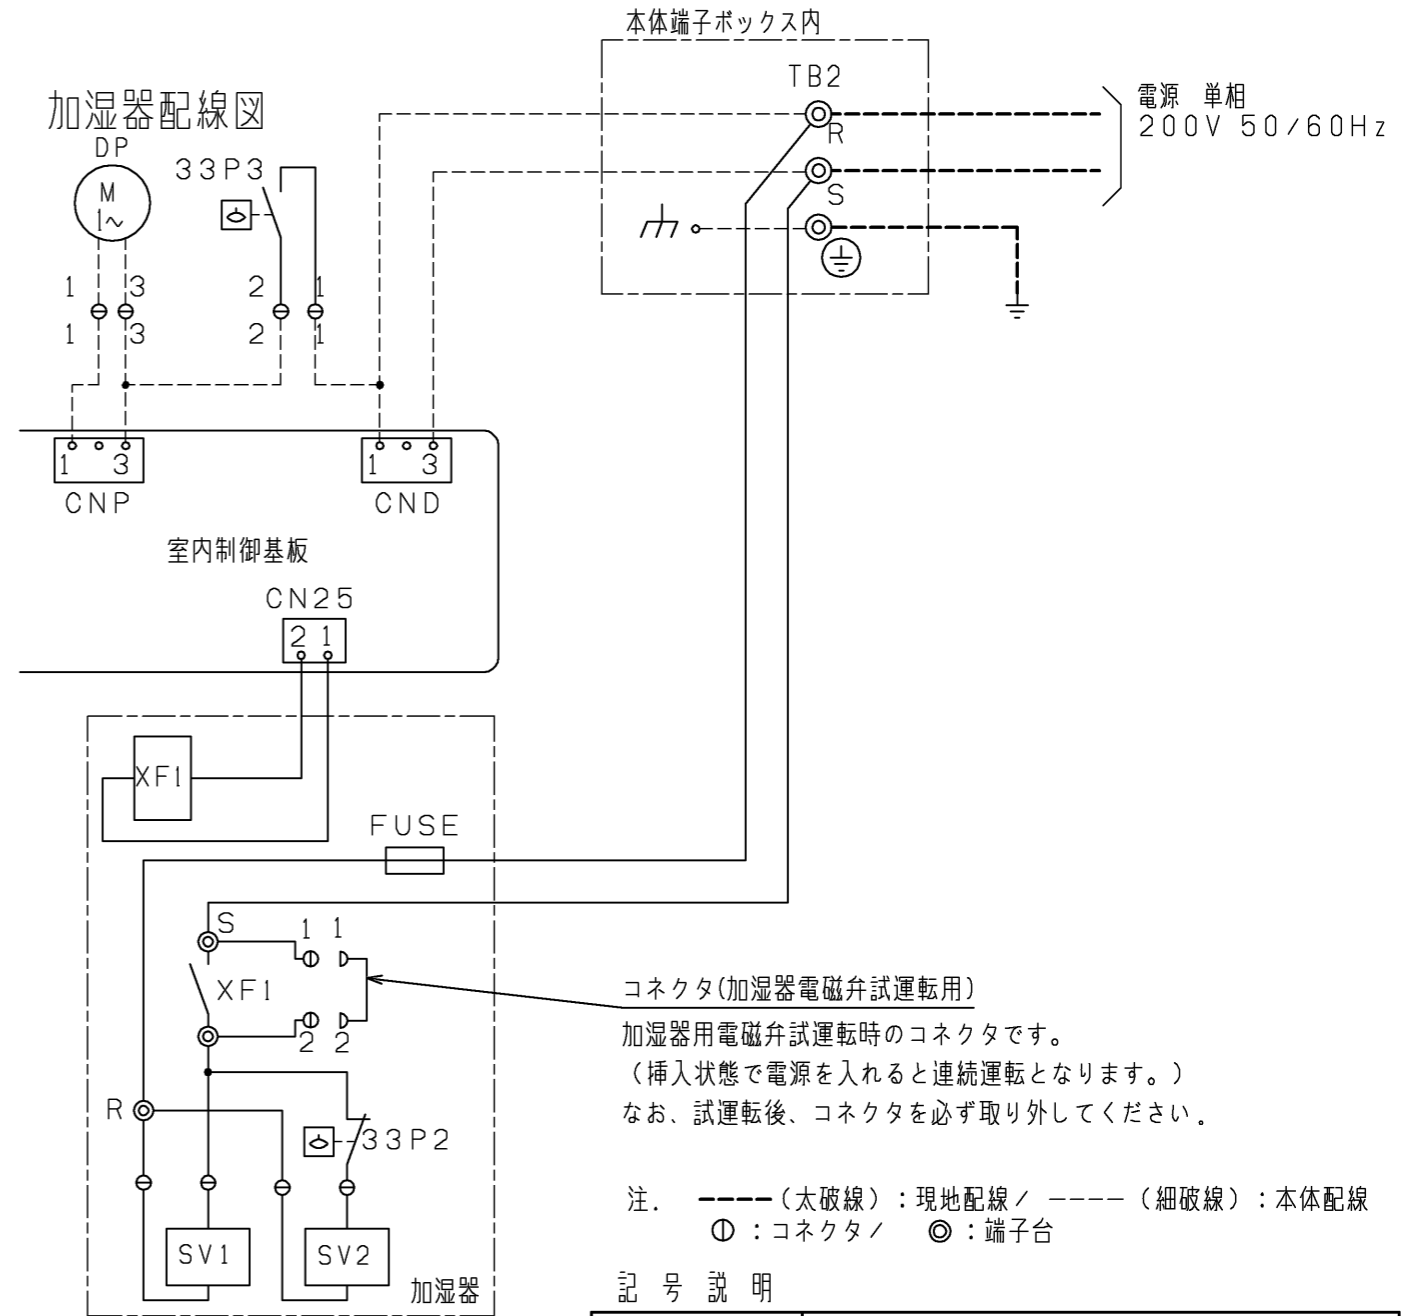 本体端子ボックス内
TB2
加湿器配線図
電源 単相
200V 50/60Hz
R
S
DP
M
1~
33P3
1 3 2 1
1 3 2 1
1 3
CNP
1 3
CND
室内制御基板
CN25
2 1
XF1
FUSE
S
1 1
XF1
2 2
コネクタ(加湿器電磁弁試運転用)
加湿器用電磁弁試運転時のコネクタです。
(挿入状態で電源を入れると連続運転となります。)
なお、試運転後、コネクタを必ず取り外してください。
R
33P2
SV1
SV2
加湿器
注. ---- (太破線):現地配線/ ---- (細破線):本体配線
:コネクタ/ ◎:端子台
記号説明